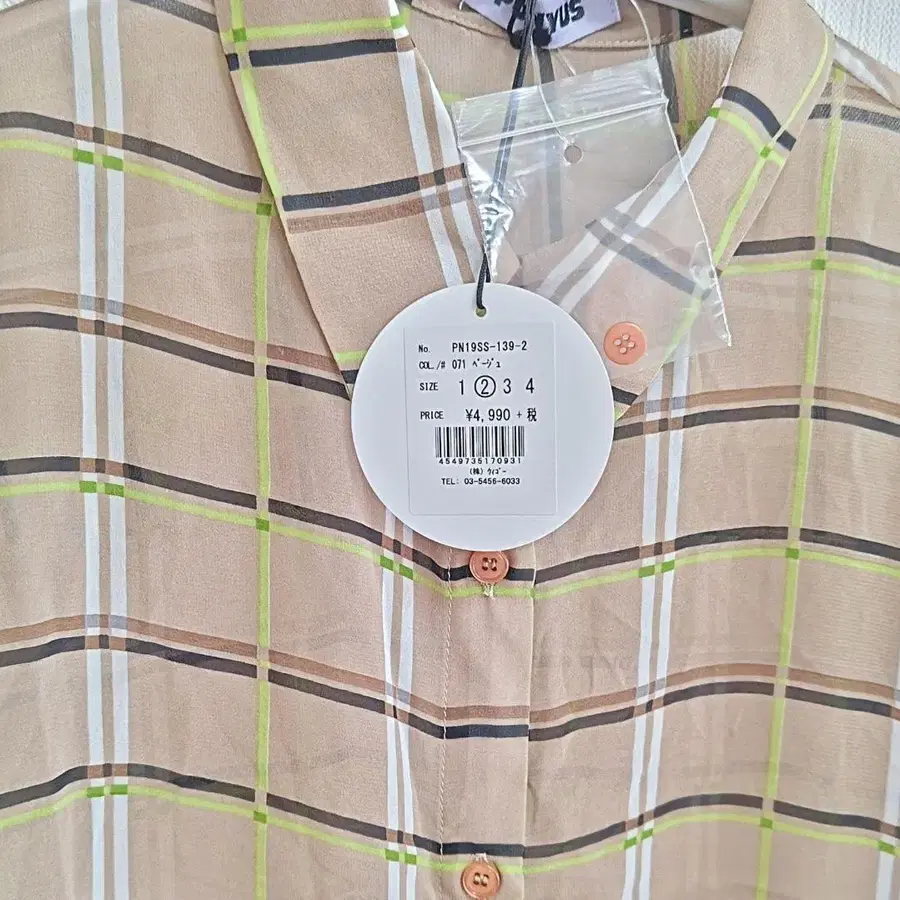 YUS
No. PN19SS-139-2
COL./# 071 ベージュ
SIZE 1 ② 3 4
PRICE ¥4,990 + 税
4549735170931
(株) ウィゴー
TEL: 03-5456-6033